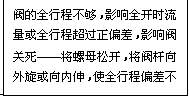 阀的全行程不够,影响全开时流
量或全行程超过正偏差,影响阀
关死——将螺母松开,将阀杆向
外旋或向内伸,使全行程偏差不